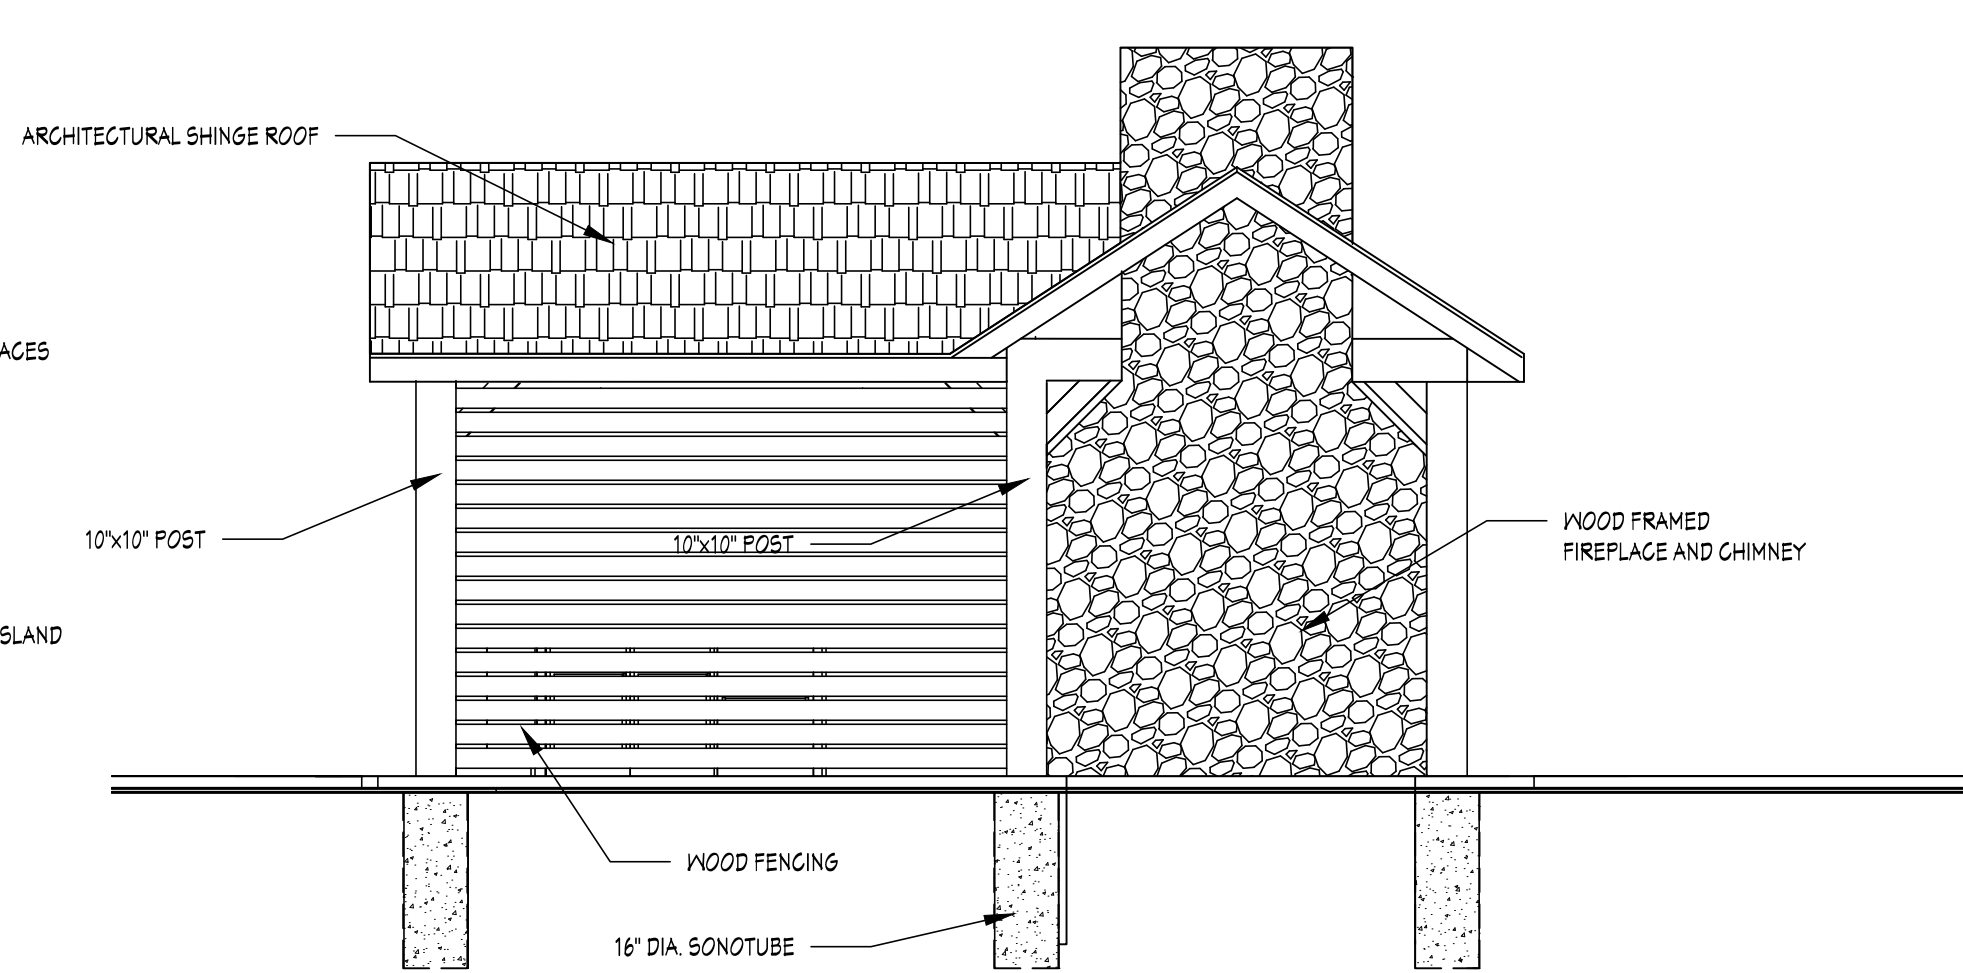 ARCHITECTURAL SHINGE ROOF
ACES
10"x10" POST
10"x10" POST
WOOD FRAMED
FIREPLACE AND CHIMNEY
SLAND
WOOD FENCING
16" DIA. SONOTUBE